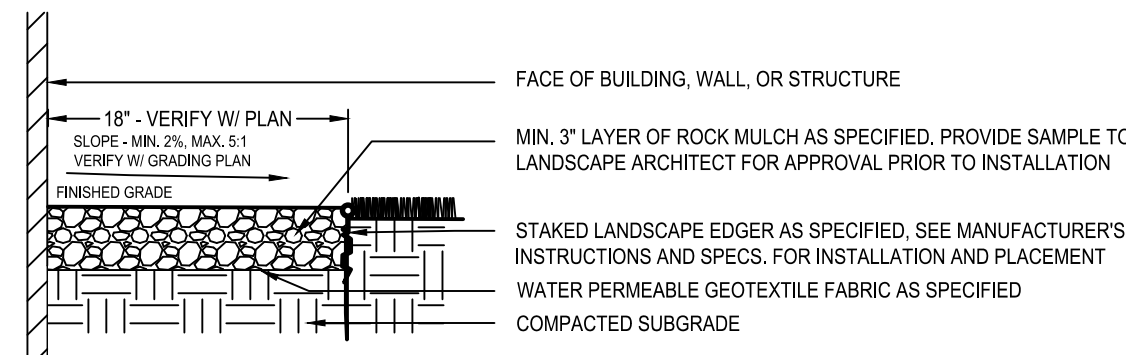 FACE OF BUILDING, WALL, OR STRUCTURE
18" - VERIFY W/ PLAN
SLOPE - MIN. 2%, MAX. 5:1
VERIFY W/ GRADING PLAN
FINISHED GRADE
MIN. 3" LAYER OF ROCK MULCH AS SPECIFIED. PROVIDE SAMPLE TO
LANDSCAPE ARCHITECT FOR APPROVAL PRIOR TO INSTALLATION
STAKED LANDSCAPE EDGER AS SPECIFIED, SEE MANUFACTURER'S
INSTRUCTIONS AND SPECS. FOR INSTALLATION AND PLACEMENT
WATER PERMEABLE GEOTEXTILE FABRIC AS SPECIFIED
COMPACTED SUBGRADE